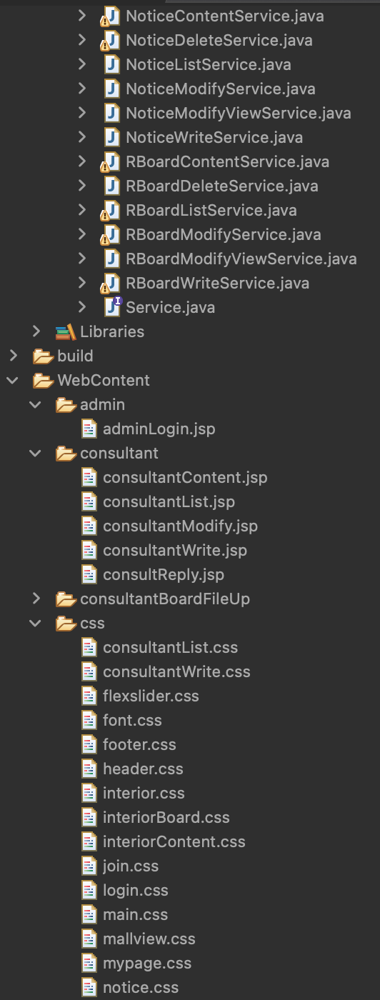 NoticeContentService.java
NoticeDeleteService.java
NoticeListService.java
NoticeModifyService.java
NoticeModifyViewService.java
NoticeWriteService.java
RBoardContentService.java
RBoardDeleteService.java
RBoardListService.java
RBoardModifyService.java
RBoardModifyViewService.java
RBoardWriteService.java
Service.java
Libraries
build
WebContent
admin
adminLogin.jsp
consultant
consultantContent.jsp
consultantList.jsp
consultantModify.jsp
consultantWrite.jsp
consultReply.jsp
consultantBoardFileUp
css
consultantList.css
consultantWrite.css
flexslider.css
font.css
footer.css
header.css
interior.css
interiorBoard.css
interiorContent.css
join.css
login.css
main.css
mallview.css
mypage.css
notice.css